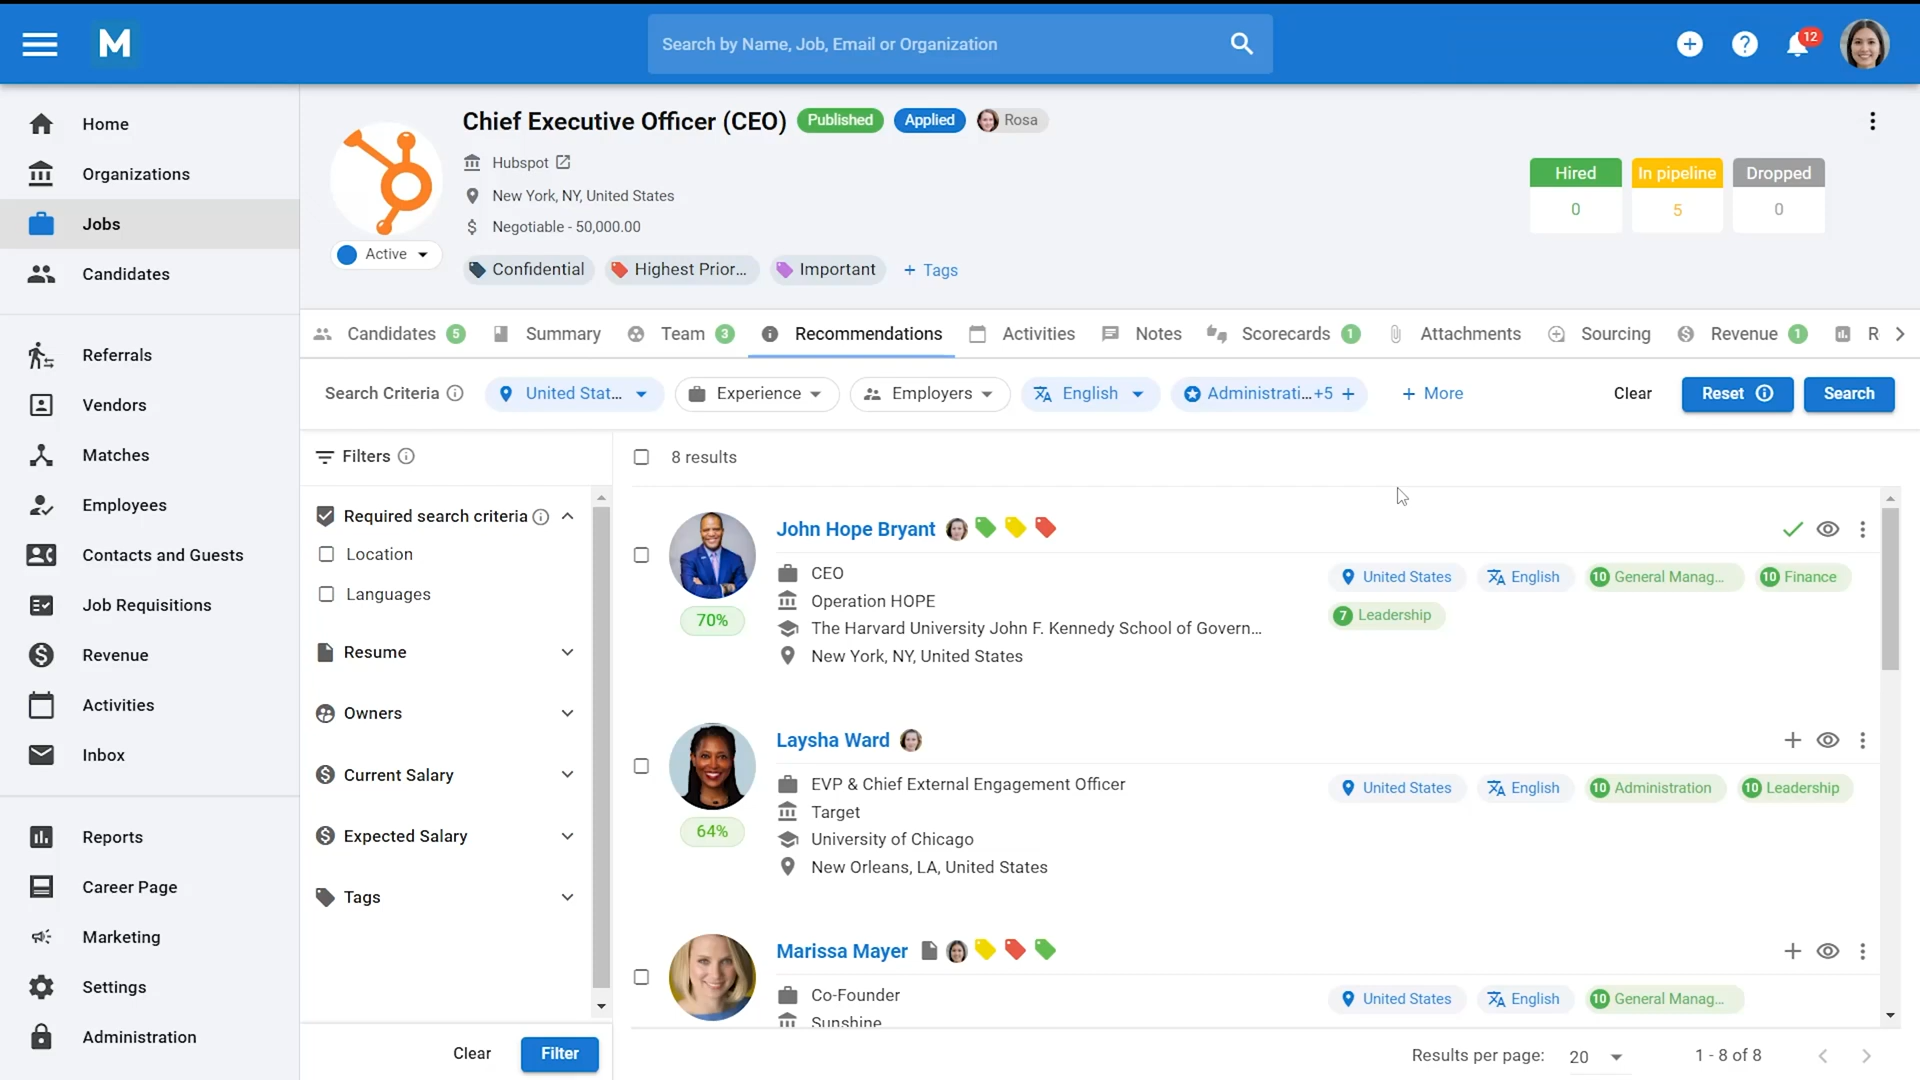 M
Search by Name, Job, Email or Organization
12
Home
Organizations
Jobs
Candidates
Referrals
Vendors
Matches
Employees
Contacts and Guests
Job Requisitions
Revenue
Activities
Inbox
Reports
Career Page
Marketing
Settings
Administration
Chief Executive Officer (CEO) Published Applied Rosa
Hubspot
New York, NY, United States
$ Negotiable - 50,000.00
Active
Confidential Highest Prior... Important + Tags
Hired In pipeline Dropped
0 5 0
Candidates 5 Summary Team 3 Recommendations Activities Notes Scorecards 1 Attachments Sourcing Revenue 1 R
Search Criteria United Stat... Experience Employers English Administrati...+5 + + More Clear Reset Search
Filters
Required search criteria
Location
Languages
Resume
Owners
Current Salary
Expected Salary
Tags
Clear Filter
8 results
John Hope Bryant
CEO
Operation HOPE
The Harvard University John F. Kennedy School of Govern...
New York, NY, United States
70%
United States English 10 General Manag... 10 Finance
7 Leadership
Laysha Ward
EVP & Chief External Engagement Officer
Target
University of Chicago
New Orleans, LA, United States
64%
United States English 10 Administration 10 Leadership
Marissa Mayer
Co-Founder
Sunshine
United States English 10 General Manag...
Results per page: 20 1 - 8 of 8